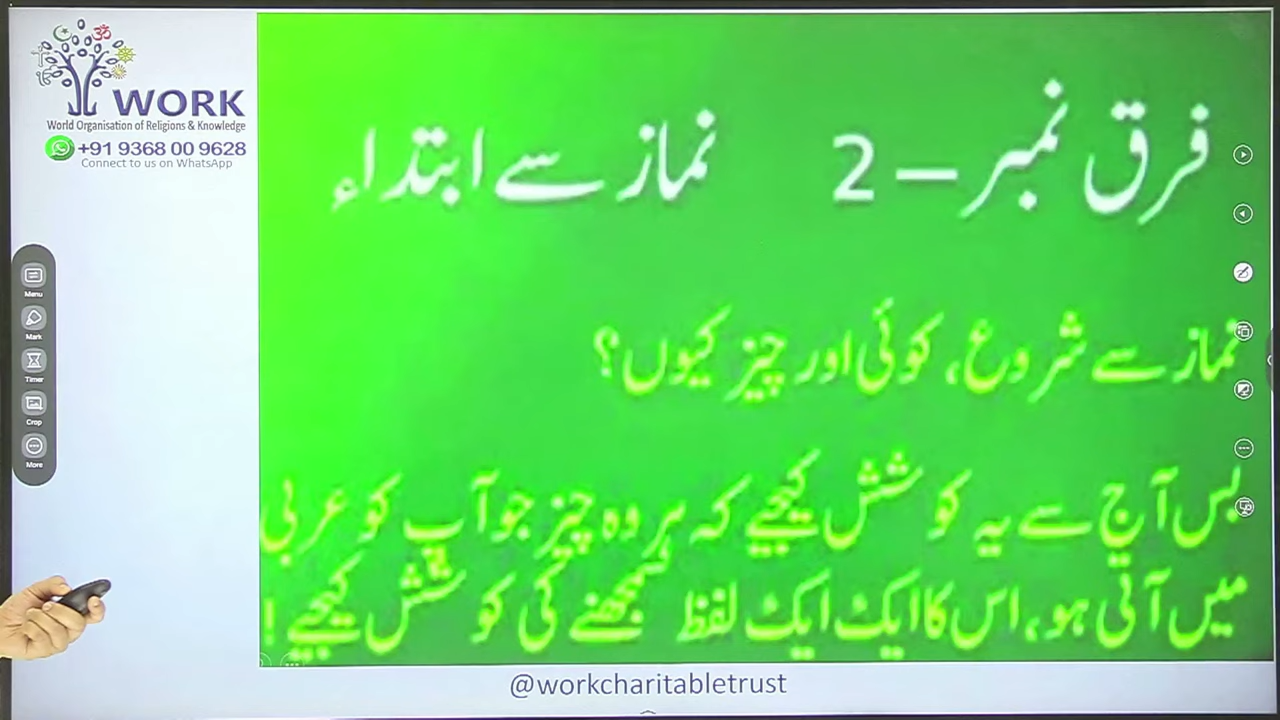 WORK
World Organisation of Religions & Knowledge
+91 9368 00 9628
Connect to us on WhatsApp
فرق نمبر – 2 نماز سے ابتداء
نماز سے شروع، کوئی اور چیز کیوں؟
بس آج سے یہ کوشش کیجیے کہ ہر وہ چیز جو آپ کو عربی
میں آتی ہو، اس کا ایک ایک لفظ سمجھنے کی کوشش کیجیے !
Menu
Mark
Timer
Crop
More
@workcharitabletrust